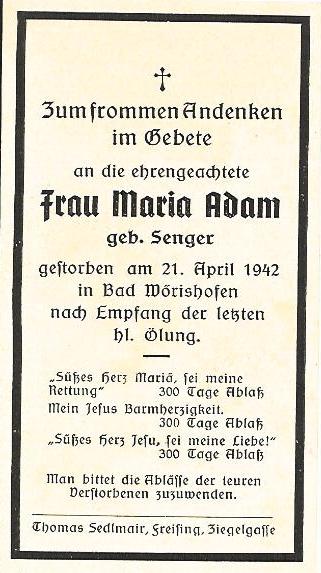 Zum frommen Andenken
im Gebete
an die ehrengeachtete
Frau Maria Adam
geb. Senger
gestorben am 21. April 1942
in Bad Wörishofen
nach Empfang der letzten
hl. Ölung.
„Süßes Herz Mariä, sei meine
Rettung" 300 Tage Ablaß
Mein Jesus Barmherzigkeit.
300 Tage Ablaß
„Süßes Herz Jesu, sei meine Liebe!"
300 Tage Ablaß
Man bittet die Ablässe der teuren
Verstorbenen zuzuwenden.
Thomas Sedlmair, Freising, Ziegelgasse